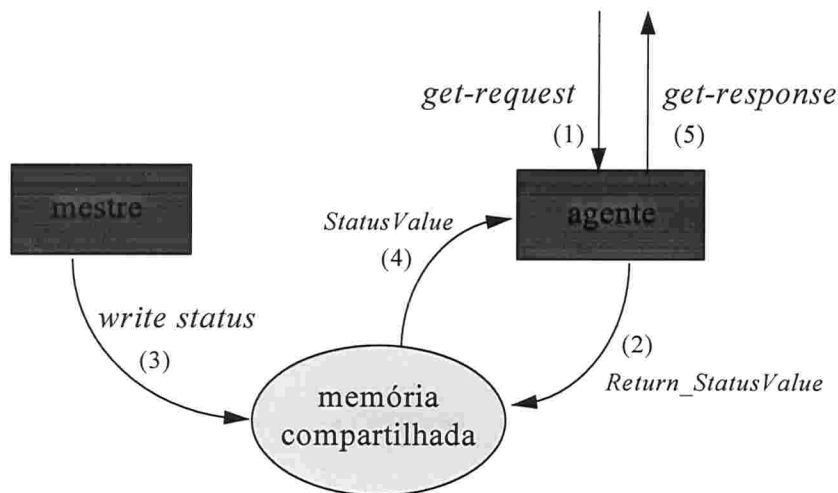 get-request
(1)
get-response
(5)
mestre
agente
StatusValue
(4)
write status
(3)
(2)
Return_StatusValue
memória
compartilhada